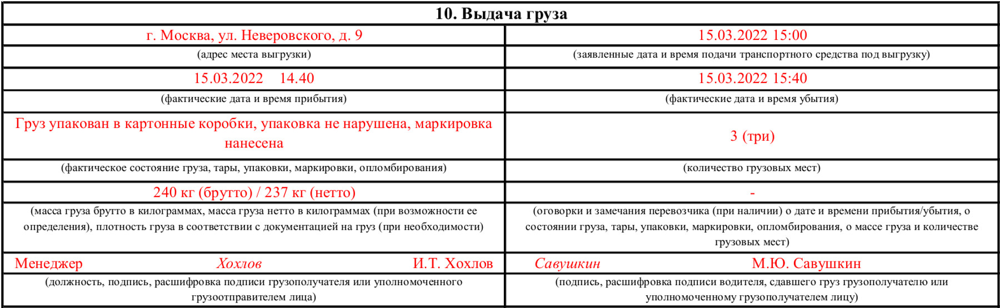 10. Выдача груза
г. Москва, ул. Неверовского, д. 9
15.03.2022 15:00
(адрес места выгрузки)
(заявленные дата и время подачи транспортного средства под выгрузку)
15.03.2022 14.40
15.03.2022 15:40
(фактические дата и время прибытия)
(фактические дата и время убытия)
Груз упакован в картонные коробки, упаковка не нарушена, маркировка
нанесена
3 (три)
(фактическое состояние груза, тары, упаковки, маркировки, опломбирования)
(количество грузовых мест)
240 кг (брутто) / 237 кг (нетто)
-
(масса груза брутто в килограммах, масса груза нетто в килограммах (при возможности ее
определения), плотность груза в соответствии с документацией на груз (при необходимости)
(оговорки и замечания перевозчика (при наличии) о дате и времени прибытия/убытия, о
состоянии груза, тары, упаковки, маркировки, опломбирования, о массе груза и количестве
грузовых мест)
Менеджер Хохлов И.Т. Хохлов
Савушкин М.Ю. Савушкин
(должность, подпись, расшифровка подписи грузополучателя или уполномоченного
грузоотправителем лица)
(подпись, расшифровка подписи водителя, сдавшего груз грузополучателю или
уполномоченному грузополучателем лицу)